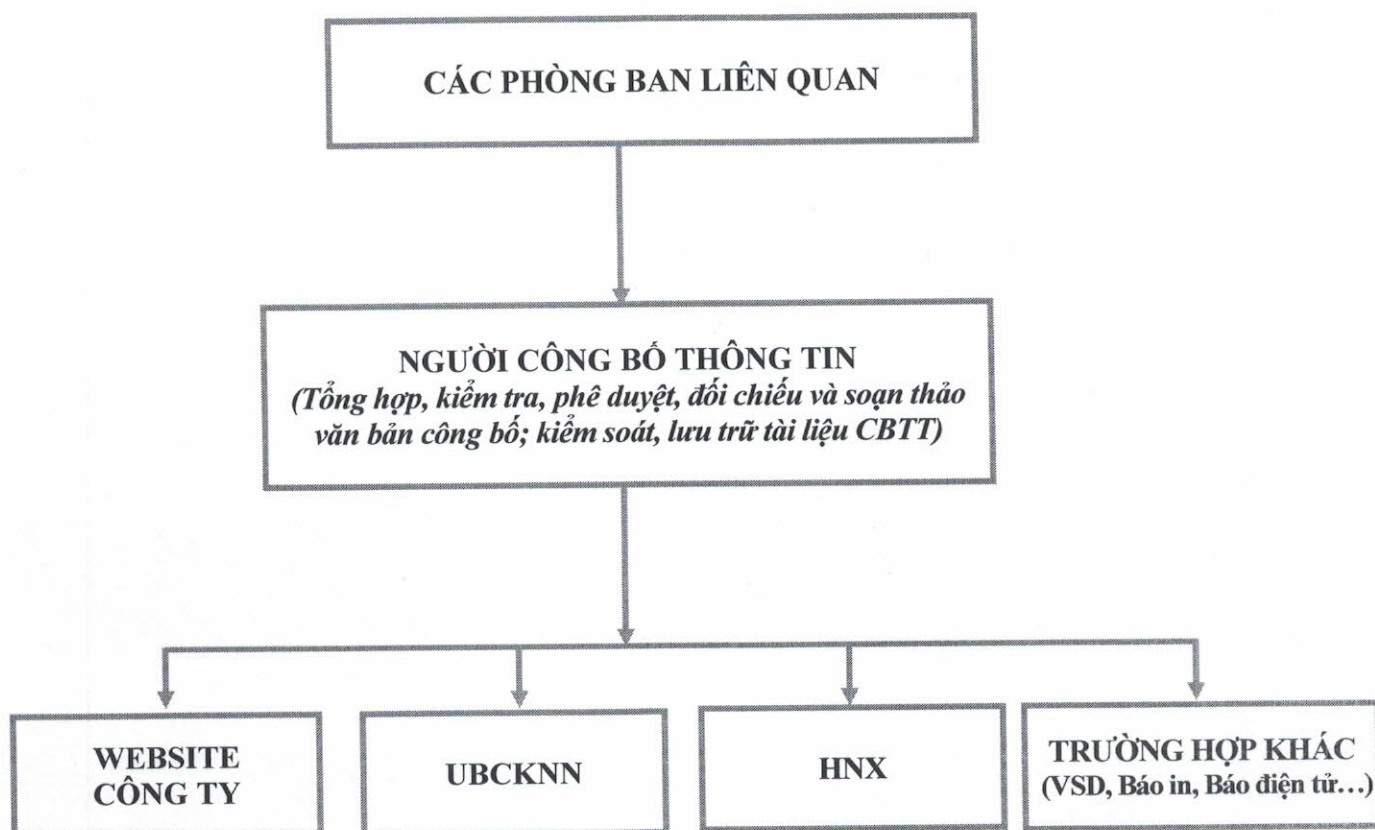 CÁC PHÒNG BAN LIÊN QUAN
NGƯỜI CÔNG BỐ THÔNG TIN
(Tổng hợp, kiểm tra, phê duyệt, đối chiếu và soạn thảo
văn bản công bố; kiểm soát, lưu trữ tài liệu CBTT)
WEBSITE
CÔNG TY
UBCKNN
HNX
TRƯỜNG HỢP KHÁC
(VSD, Báo in, Báo điện tử…)